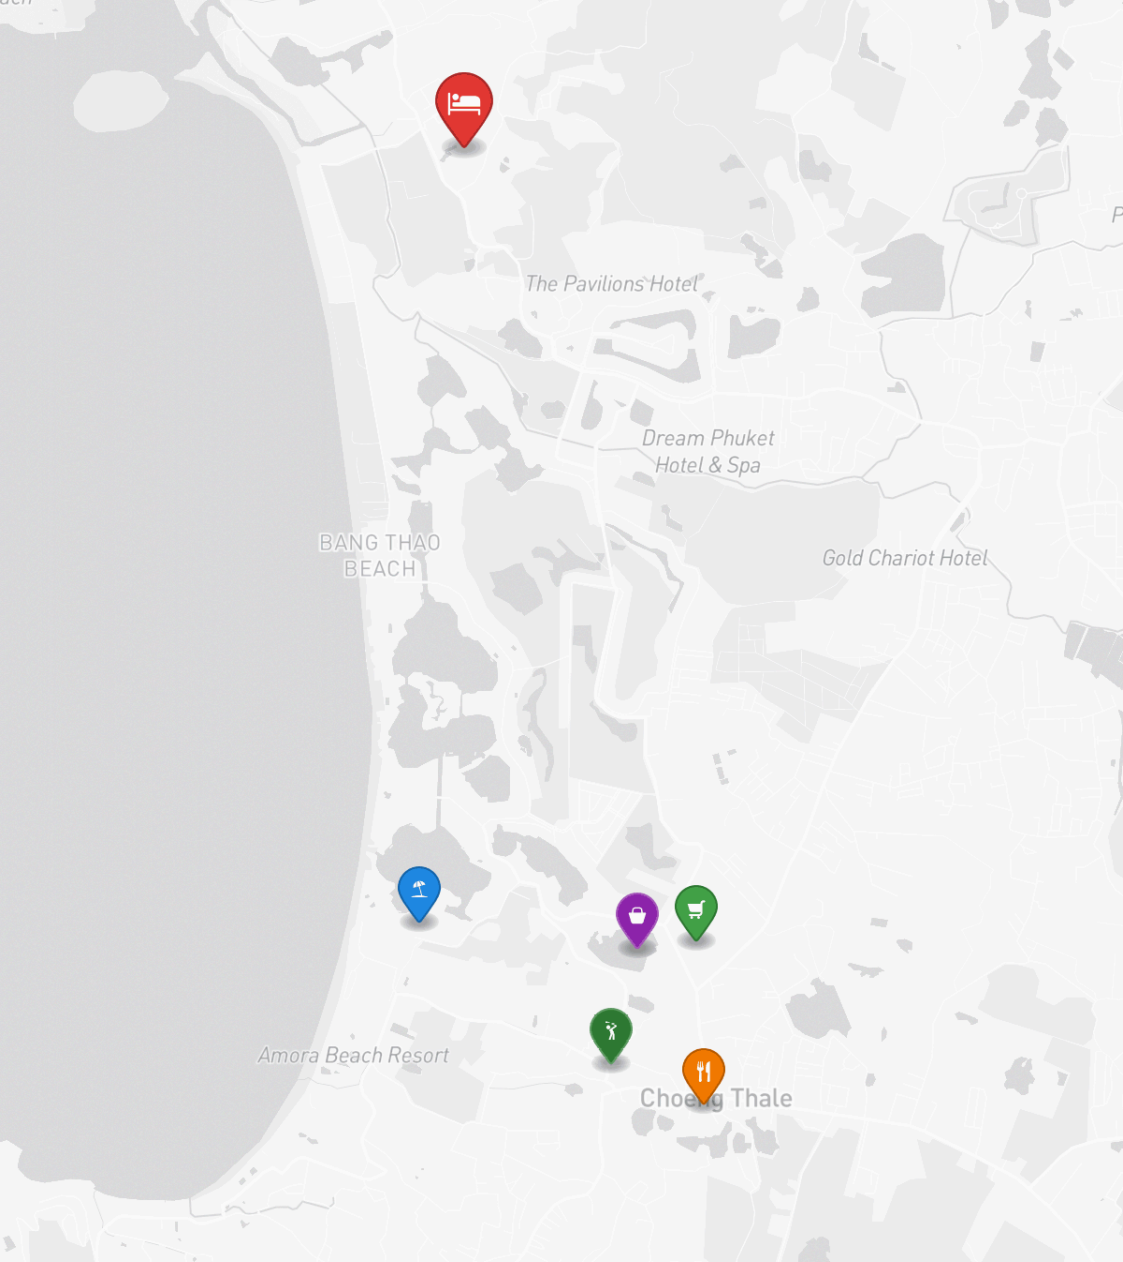 The Pavilions Hotel
Dream Phuket
Hotel & Spa
BANG THAO
BEACH
Gold Chariot Hotel
Amora Beach Resort
Choeng Thale